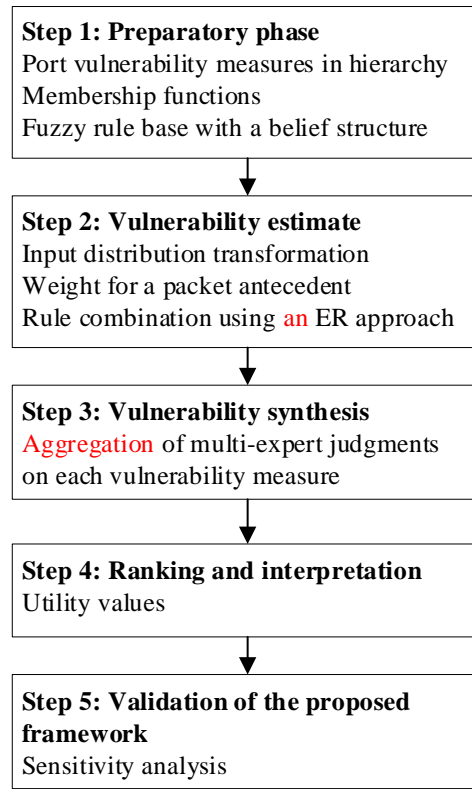 Step 1: Preparatory phase
Port vulnerability measures in hierarchy
Membership functions
Fuzzy rule base with a belief structure
Step 2: Vulnerability estimate
Input distribution transformation
Weight for a packet antecedent
Rule combination using an ER approach
Step 3: Vulnerability synthesis
Aggregation of multi-expert judgments
on each vulnerability measure
Step 4: Ranking and interpretation
Utility values
Step 5: Validation of the proposed
framework
Sensitivity analysis